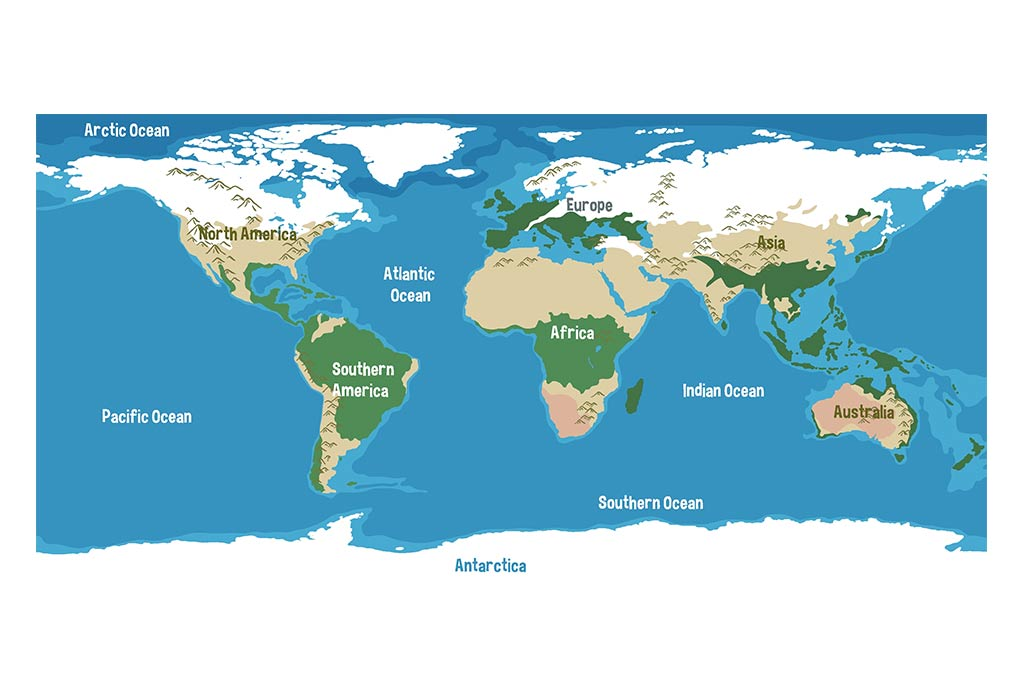 Arctic Ocean
Europe
North America
Asia
Atlantic
Ocean
Africa
Southern
America
Indian Ocean
Pacific Ocean
Australia
Southern Ocean
Antarctica